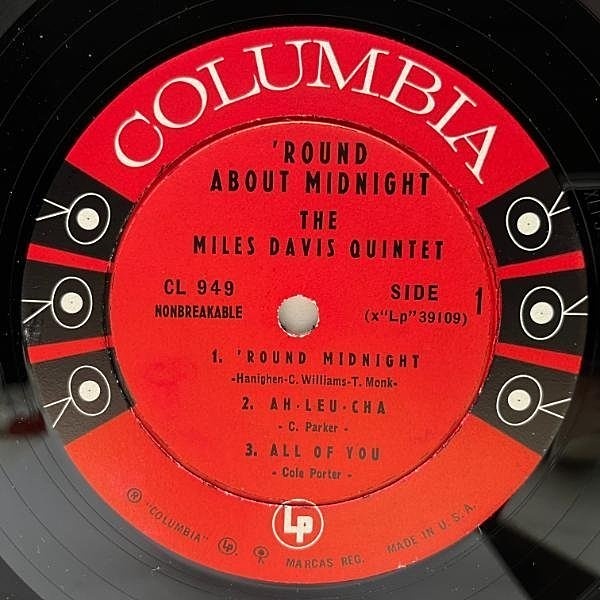 COLUMBIA
'ROUND
ABOUT MIDNIGHT
THE
MILES DAVIS QUINTET
CL 949
NONBREAKABLE
SIDE 1
(x"Lp"39109)
1. 'ROUND MIDNIGHT
-Hanighen-C. Williams-T. Monk-
2. AH-LEU-CHA
- C. Parker -
3. ALL OF YOU
- Cole Porter -
Lp
® "COLUMBIA" Lp. MARCAS REG. MADE IN U.S.A.